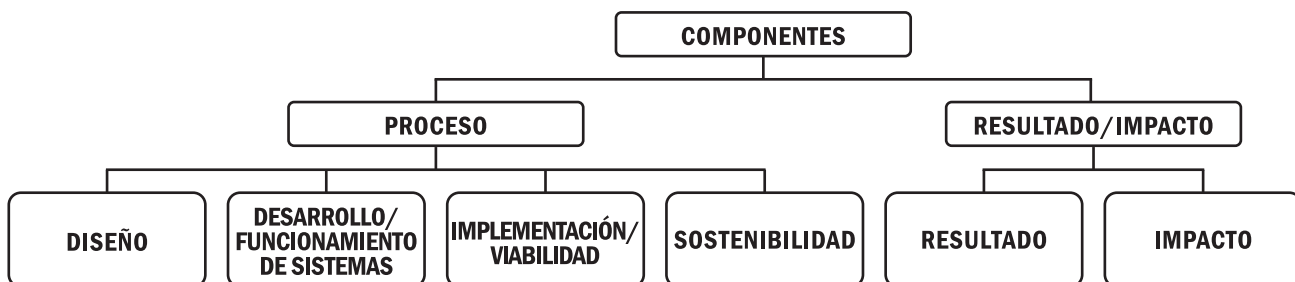 COMPONENTES
PROCESO
RESULTADO/IMPACTO
DISEÑO
DESARROLLO/
FUNCIONAMIENTO
DE SISTEMAS
IMPLEMENTACIÓN/
VIABILIDAD
SOSTENIBILIDAD
RESULTADO
IMPACTO